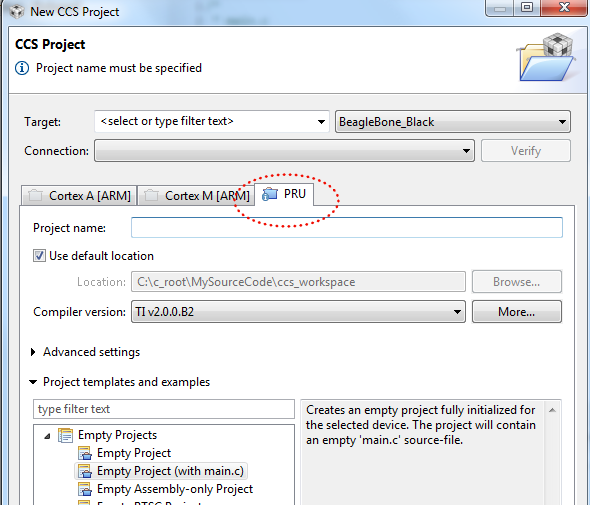 New CCS Project
CCS Project
Project name must be specified
Target: <select or type filter text> BeagleBone_Black
Connection: Verify
Cortex A [ARM] Cortex M [ARM] PRU
Project name:
Use default location
Location: C:\c_root\MySourceCode\ccs_workspace Browse...
Compiler version: TI v2.0.0.B2 More...
Advanced settings
Project templates and examples
type filter text
Creates an empty project fully initialized for
the selected device. The project will contain
an empty 'main.c' source-file.
Empty Projects
Empty Project
Empty Project (with main.c)
Empty Assembly-only Project